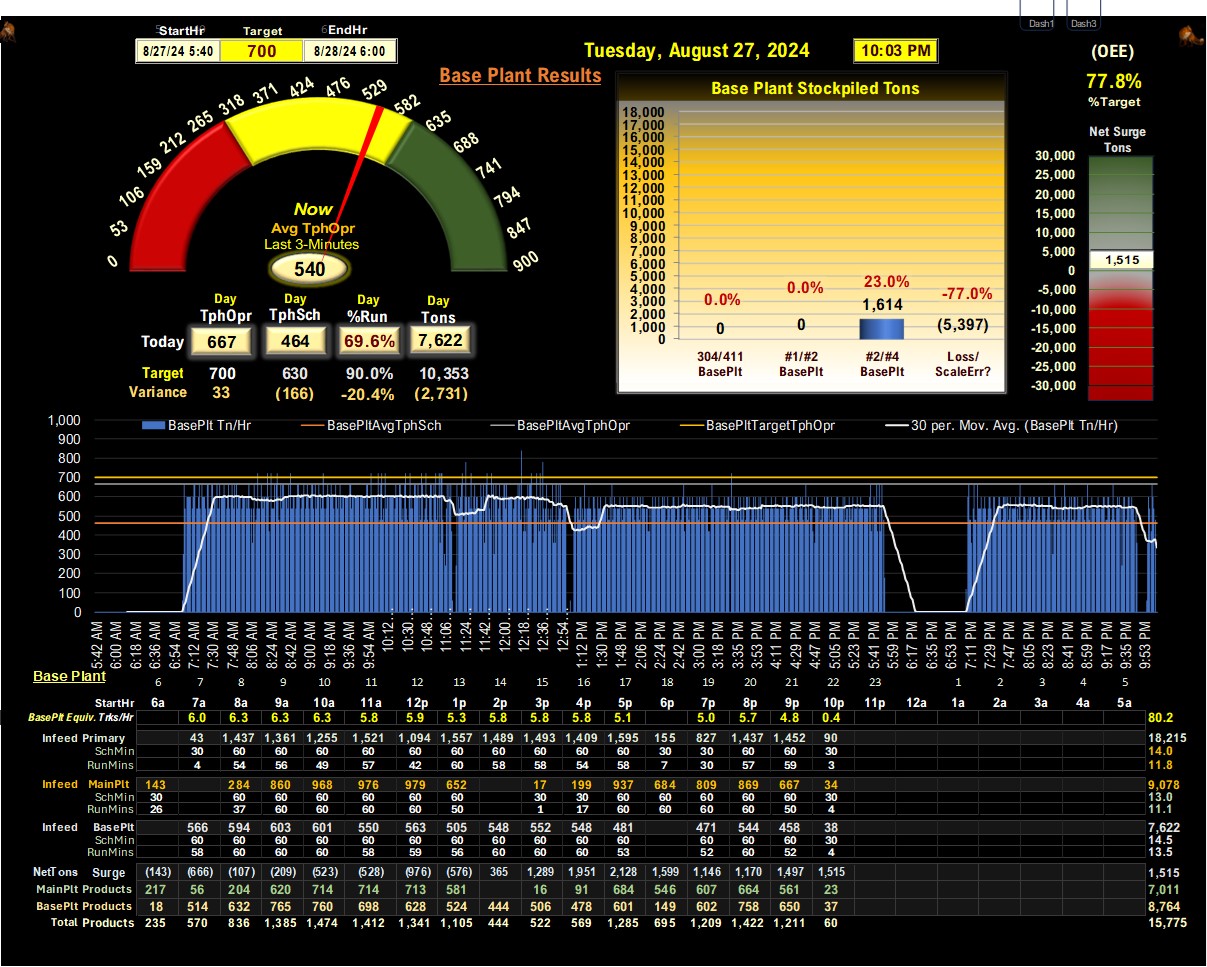 Dash1 Dash3
StartHr Target EndHr
8/27/24 5:40 700 8/28/24 6:00
Tuesday, August 27, 2024 10:03 PM
(OEE)
77.8%
%Target
Base Plant Results
Base Plant Stockpiled Tons
Net Surge
Tons
0 53 106 159 212 265 318 371 424 476 529 582 635 688 741 794 847 900
Now
Avg TphOpr
Last 3-Minutes
540
18,000
17,000
16,000
15,000
14,000
13,000
12,000
11,000
10,000
9,000
8,000
7,000
6,000
5,000
4,000
3,000
2,000
1,000
0
0.0% 0.0% 23.0% -77.0%
0 0 1,614 (5,397)
304/411 #1/#2 #2/#4 Loss/
BasePlt BasePlt BasePlt ScaleErr?
30,000
25,000
20,000
15,000
10,000
5,000
0
-5,000
-10,000
-15,000
-20,000
-25,000
-30,000
1,515
Day Day Day Day
TphOpr TphSch %Run Tons
Today 667 464 69.6% 7,622
Target 700 630 90.0% 10,353
Variance 33 (166) -20.4% (2,731)
BasePlt Tn/Hr BasePltAvgTphSch BasePltAvgTphOpr BasePltTargetTphOpr 30 per. Mov. Avg. (BasePlt Tn/Hr)
1,000
900
800
700
600
500
400
300
200
100
0
5:42 AM 6:00 AM 6:18 AM 6:36 AM 6:54 AM 7:12 AM 7:30 AM 7:48 AM 8:06 AM 8:24 AM 8:42 AM 9:00 AM 9:18 AM 9:36 AM 9:54 AM 10:12... 10:30... 10:48... 11:06... 11:24... 11:42... 12:00... 12:18... 12:36... 12:54... 1:12 PM 1:30 PM 1:48 PM 2:06 PM 2:24 PM 2:42 PM 3:00 PM 3:17 PM 3:35 PM 3:53 PM 4:11 PM 4:29 PM 4:47 PM 5:05 PM 5:23 PM 5:41 PM 5:59 PM 6:17 PM 6:35 PM 6:53 PM 7:11 PM 7:29 PM 7:47 PM 8:05 PM 8:23 PM 8:41 PM 8:59 PM 9:17 PM 9:35 PM 9:53 PM
Base Plant
6 7 8 9 10 11 12 13 14 15 16 17 18 19 20 21 22 23 1 2 3 4 5
StartHr 6a 7a 8a 9a 10a 11a 12p 1p 2p 3p 4p 5p 6p 7p 8p 9p 10p 11p 12a 1a 2a 3a 4a 5a
BasePlt Equiv. Trks/Hr 6.0 6.3 6.3 6.3 5.8 5.9 5.3 5.8 5.8 5.8 5.1 5.0 5.7 4.8 0.4 80.2
Infeed Primary 43 1,437 1,361 1,255 1,521 1,094 1,557 1,489 1,493 1,409 1,595 155 827 1,437 1,452 90 18,215
SchMin 30 60 60 60 60 60 60 60 60 60 60 30 30 60 60 30 14.0
RunMins 4 54 56 49 57 42 60 58 58 54 58 7 30 57 59 3 11.8
Infeed MainPlt 143 284 860 968 976 979 652 17 199 937 684 809 869 667 34 9,078
SchMin 30 60 60 60 60 60 60 30 30 60 60 60 60 60 30 13.0
RunMins 26 37 60 60 60 60 50 1 17 60 60 60 60 50 4 11.1
Infeed BasePlt 566 594 603 601 550 563 505 548 552 548 481 471 544 458 38 7,622
SchMin 60 60 60 60 60 60 60 60 60 60 60 60 60 60 30 14.5
RunMins 58 60 60 60 58 59 56 60 60 60 53 52 60 52 4 13.5
NetTons Surge (143) (666) (107) (209) (523) (528) (976) (576) 365 1,289 1,951 2,128 1,599 1,146 1,170 1,497 1,515 1,515
MainPlt Products 217 56 204 620 714 714 713 581 16 91 684 546 607 664 561 23 7,011
BasePlt Products 18 514 632 765 760 698 628 524 444 506 478 601 149 602 758 650 37 8,764
Total Products 235 570 836 1,385 1,474 1,412 1,341 1,105 444 522 569 1,285 695 1,209 1,422 1,211 60 15,775